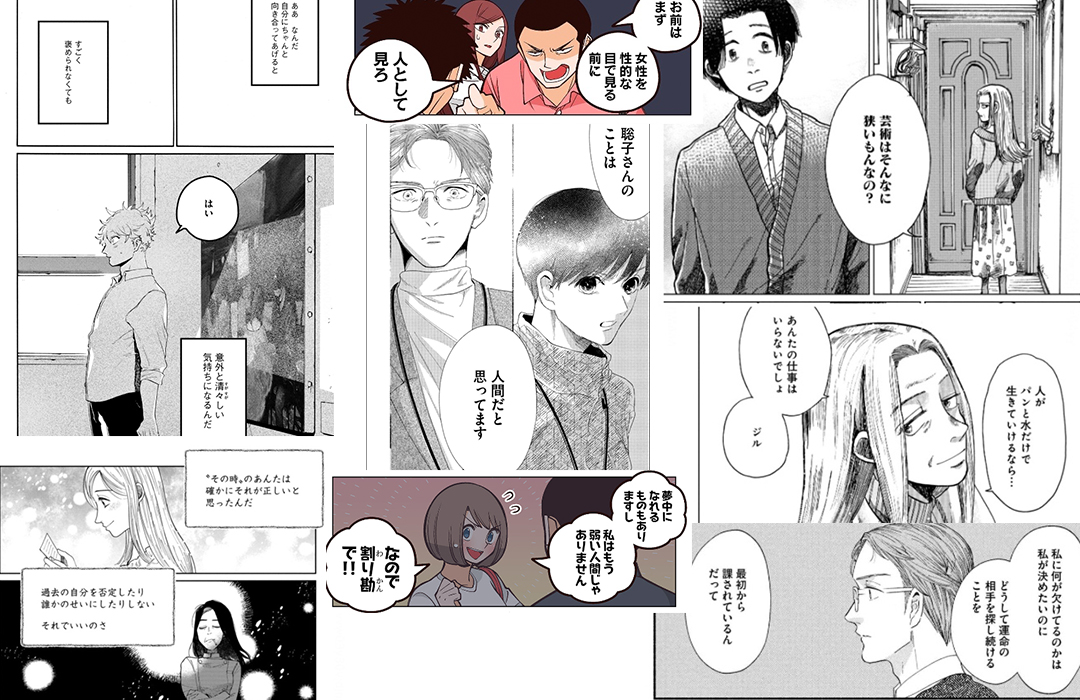 ああ なんだ
自分にちゃんと
向き合ってあげると
すごく
褒められなくても
はい
意外と清々しい
すがすが
気持ちになるんだ
お前は
まず
女性を
性的な
目で見る
前に
人として
見ろ
聡子さんの
ことは
人間だと
思ってます
芸術はそんなに
狭いもんなの？
人が
パンと水だけで
生きていけるなら…
あんたの仕事は
いらないでしょ
ジル
〝その時〟のあんたは
確かにそれが正しいと
思ったんだ
過去の自分を否定したり
誰かのせいにしたりしない
それでいいのさ
夢中に
なれる
ものもあり
ますし
私はもう
弱い人間じゃ
ありません
なので
割り勘
わ かん
で！！
私に何が欠けてるのかは
私が決めたいのに
どうして運命の
相手を探し続ける
ことを
最初から
課されているん
だって